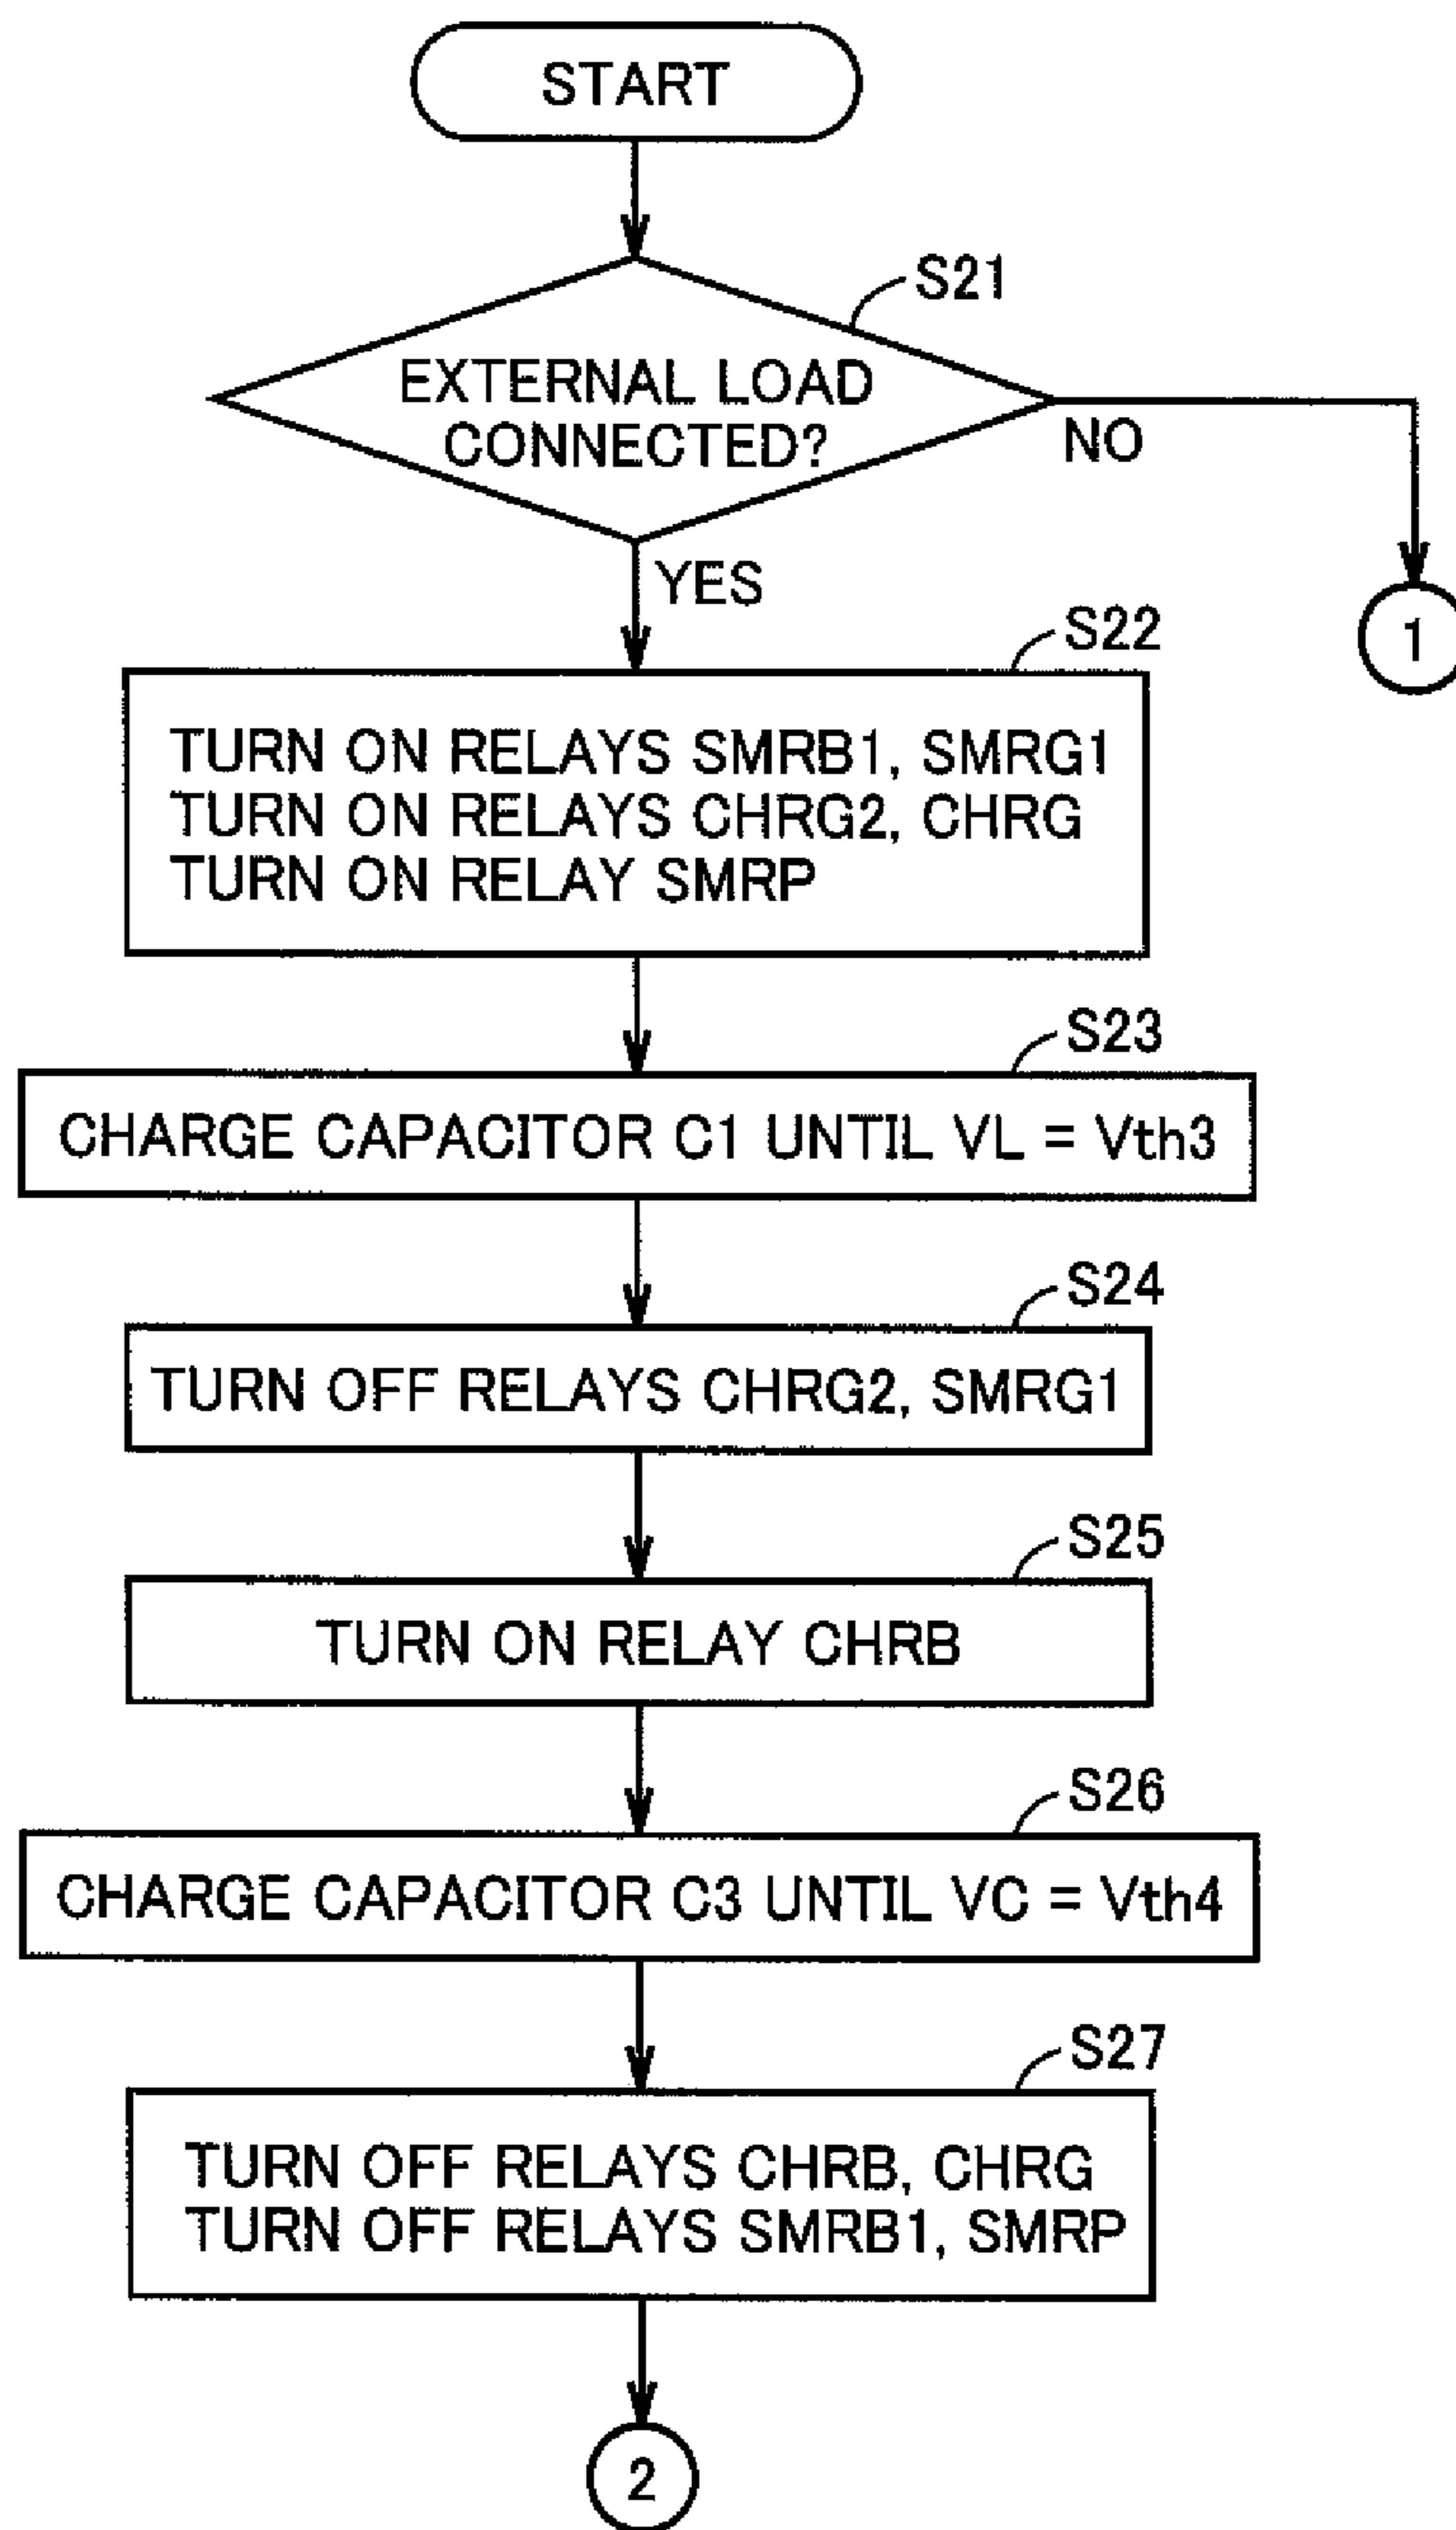 START
S21
EXTERNAL LOAD
CONNECTED?
NO
YES
1
S22
TURN ON RELAYS SMRB1, SMRG1
TURN ON RELAYS CHRG2, CHRG
TURN ON RELAY SMRP
S23
CHARGE CAPACITOR C1 UNTIL VL = Vth3
S24
TURN OFF RELAYS CHRG2, SMRG1
S25
TURN ON RELAY CHRB
S26
CHARGE CAPACITOR C3 UNTIL VC = Vth4
S27
TURN OFF RELAYS CHRB, CHRG
TURN OFF RELAYS SMRB1, SMRP
2